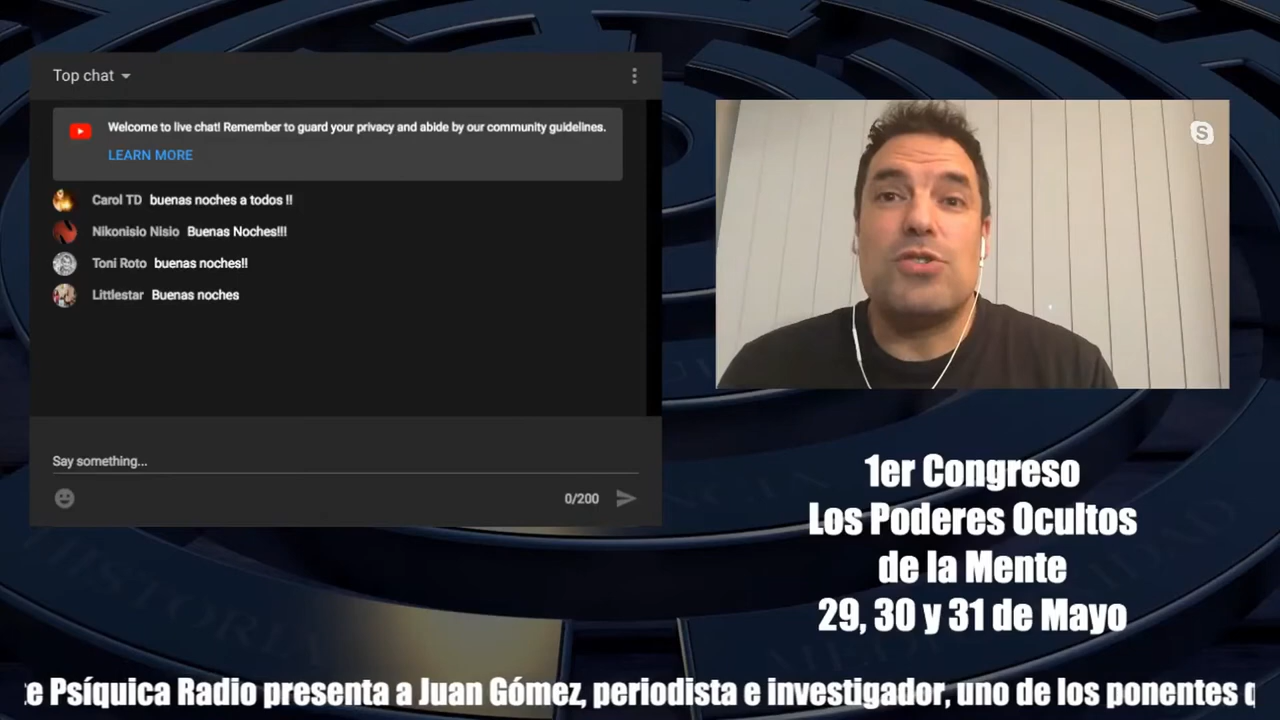 Top chat
Welcome to live chat! Remember to guard your privacy and abide by our community guidelines.
LEARN MORE
Carol TD buenas noches a todos !!
Nikonisio Nisio Buenas Noches!!!
Toni Roto buenas noches!!
Littlestar Buenas noches
Say something...
0/200
S
1er Congreso
Los Poderes Ocultos
de la Mente
29, 30 y 31 de Mayo
e Psíquica Radio presenta a Juan Gómez, periodista e investigador, uno de los ponentes q